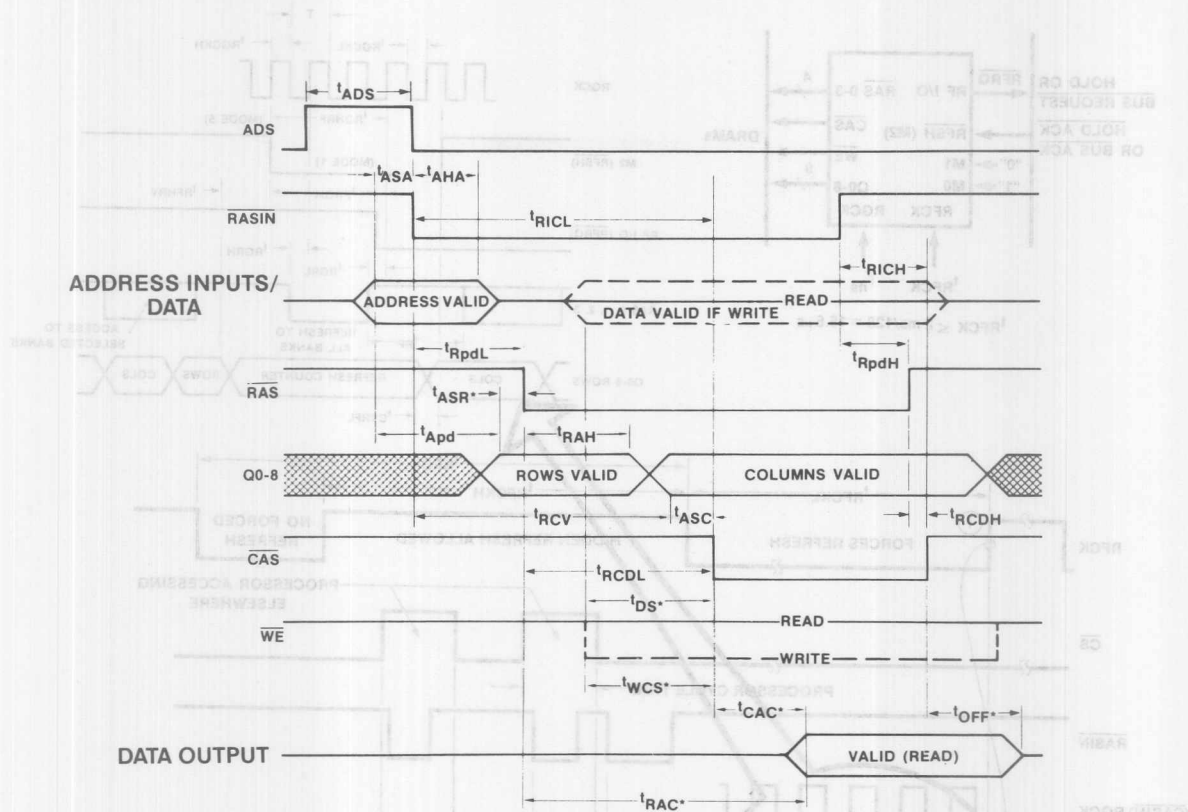 tADS
ADS
tASA tAHA
RASIN
tRICL
tRICH
ADDRESS INPUTS/
DATA
ADDRESS VALID
READ
DATA VALID IF WRITE
tRpdL
tRpdH
RAS
tASR*
tApd
tRAH
Q0-8
ROWS VALID
COLUMNS VALID
tRCV
tASC
tRCDH
CAS
tRCDL
tDS*
WE
READ
WRITE
tWCS*
tCAC*
tOFF*
DATA OUTPUT
VALID (READ)
tRAC*